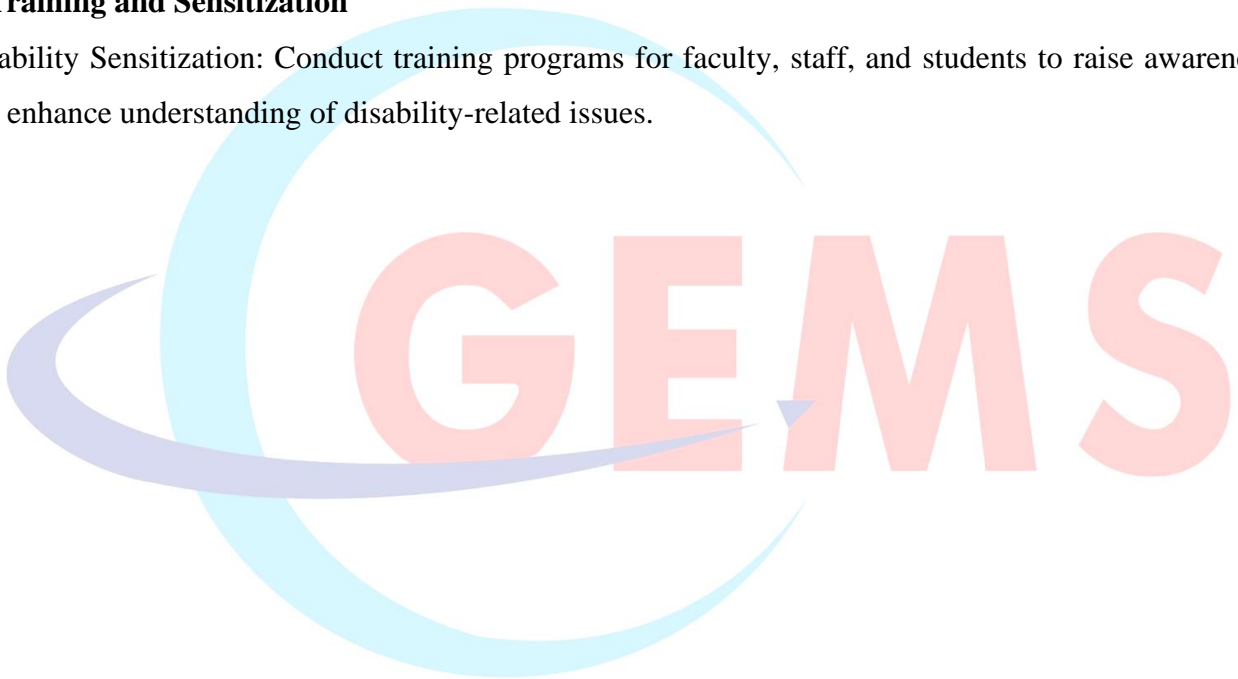 Training and Sensitization
ability Sensitization: Conduct training programs for faculty, staff, and students to raise awaren
enhance understanding of disability-related issues.
GEMS